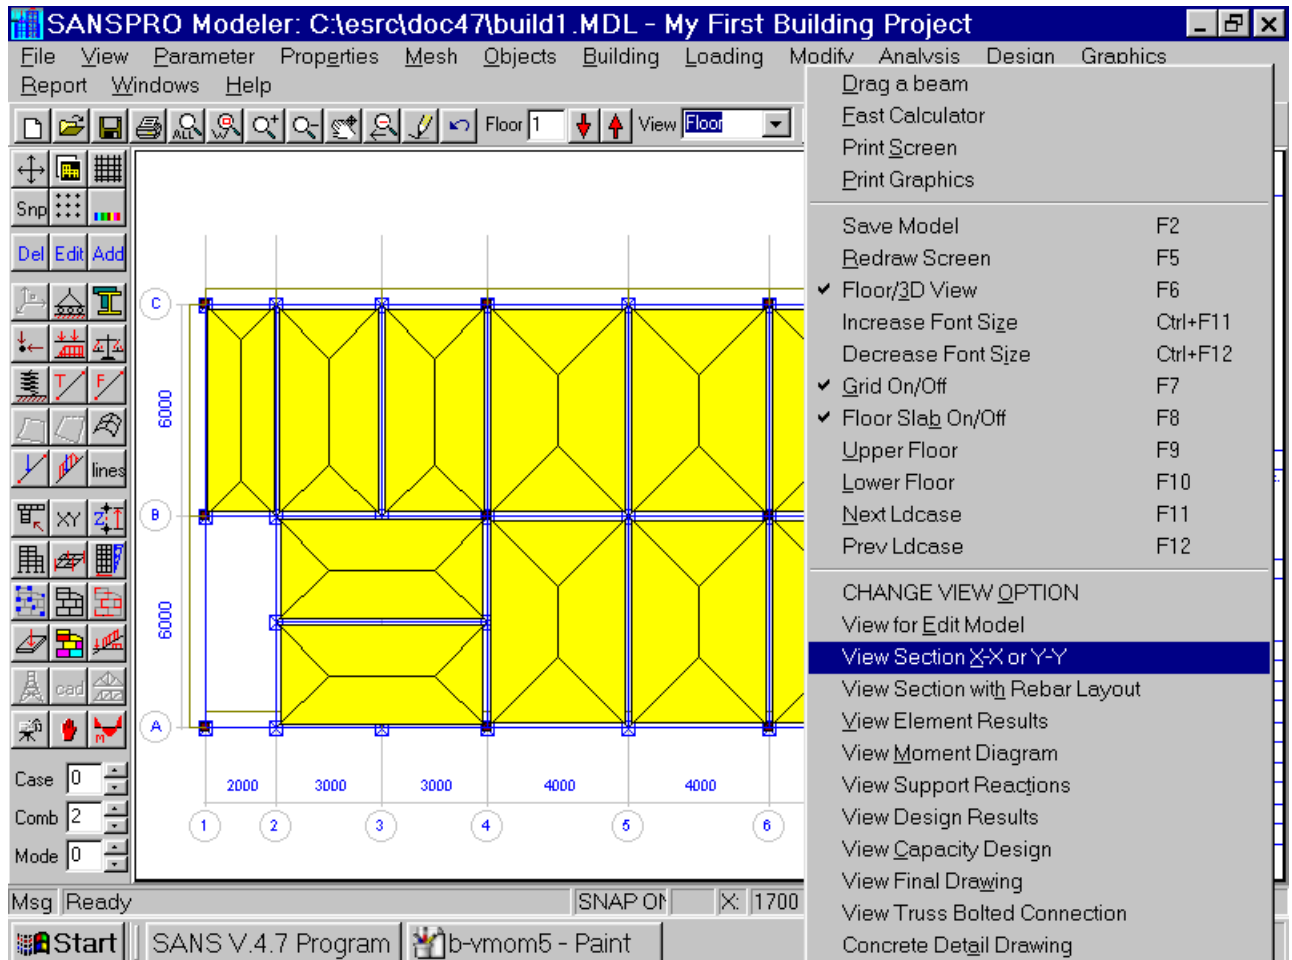 SANSPRO Modeler: C:\esrc\doc47\build1.MDL - My First Building Project
File View Parameter Properties Mesh Objects Building Loading Modify Analysis Design Graphics
Report Windows Help
ALL Floor 1 View Floor
Snp
Del Edit Add
T F
lines
XY Z
cad
M
Case 0
Comb 2
Mode 0
C
B
A
6000
6000
2000 3000 3000 4000 4000
1 2 3 4 5 6
Drag a beam
Fast Calculator
Print Screen
Print Graphics
Save Model F2
Redraw Screen F5
Floor/3D View F6
Increase Font Size Ctrl+F11
Decrease Font Size Ctrl+F12
Grid On/Off F7
Floor Slab On/Off F8
Upper Floor F9
Lower Floor F10
Next Ldcase F11
Prev Ldcase F12
CHANGE VIEW OPTION
View for Edit Model
View Section X-X or Y-Y
View Section with Rebar Layout
View Element Results
View Moment Diagram
View Support Reactions
View Design Results
View Capacity Design
View Final Drawing
View Truss Bolted Connection
Concrete Detail Drawing
Msg Ready SNAP X: 1700
Start SANS V.4.7 Program b-vmom5 - Paint